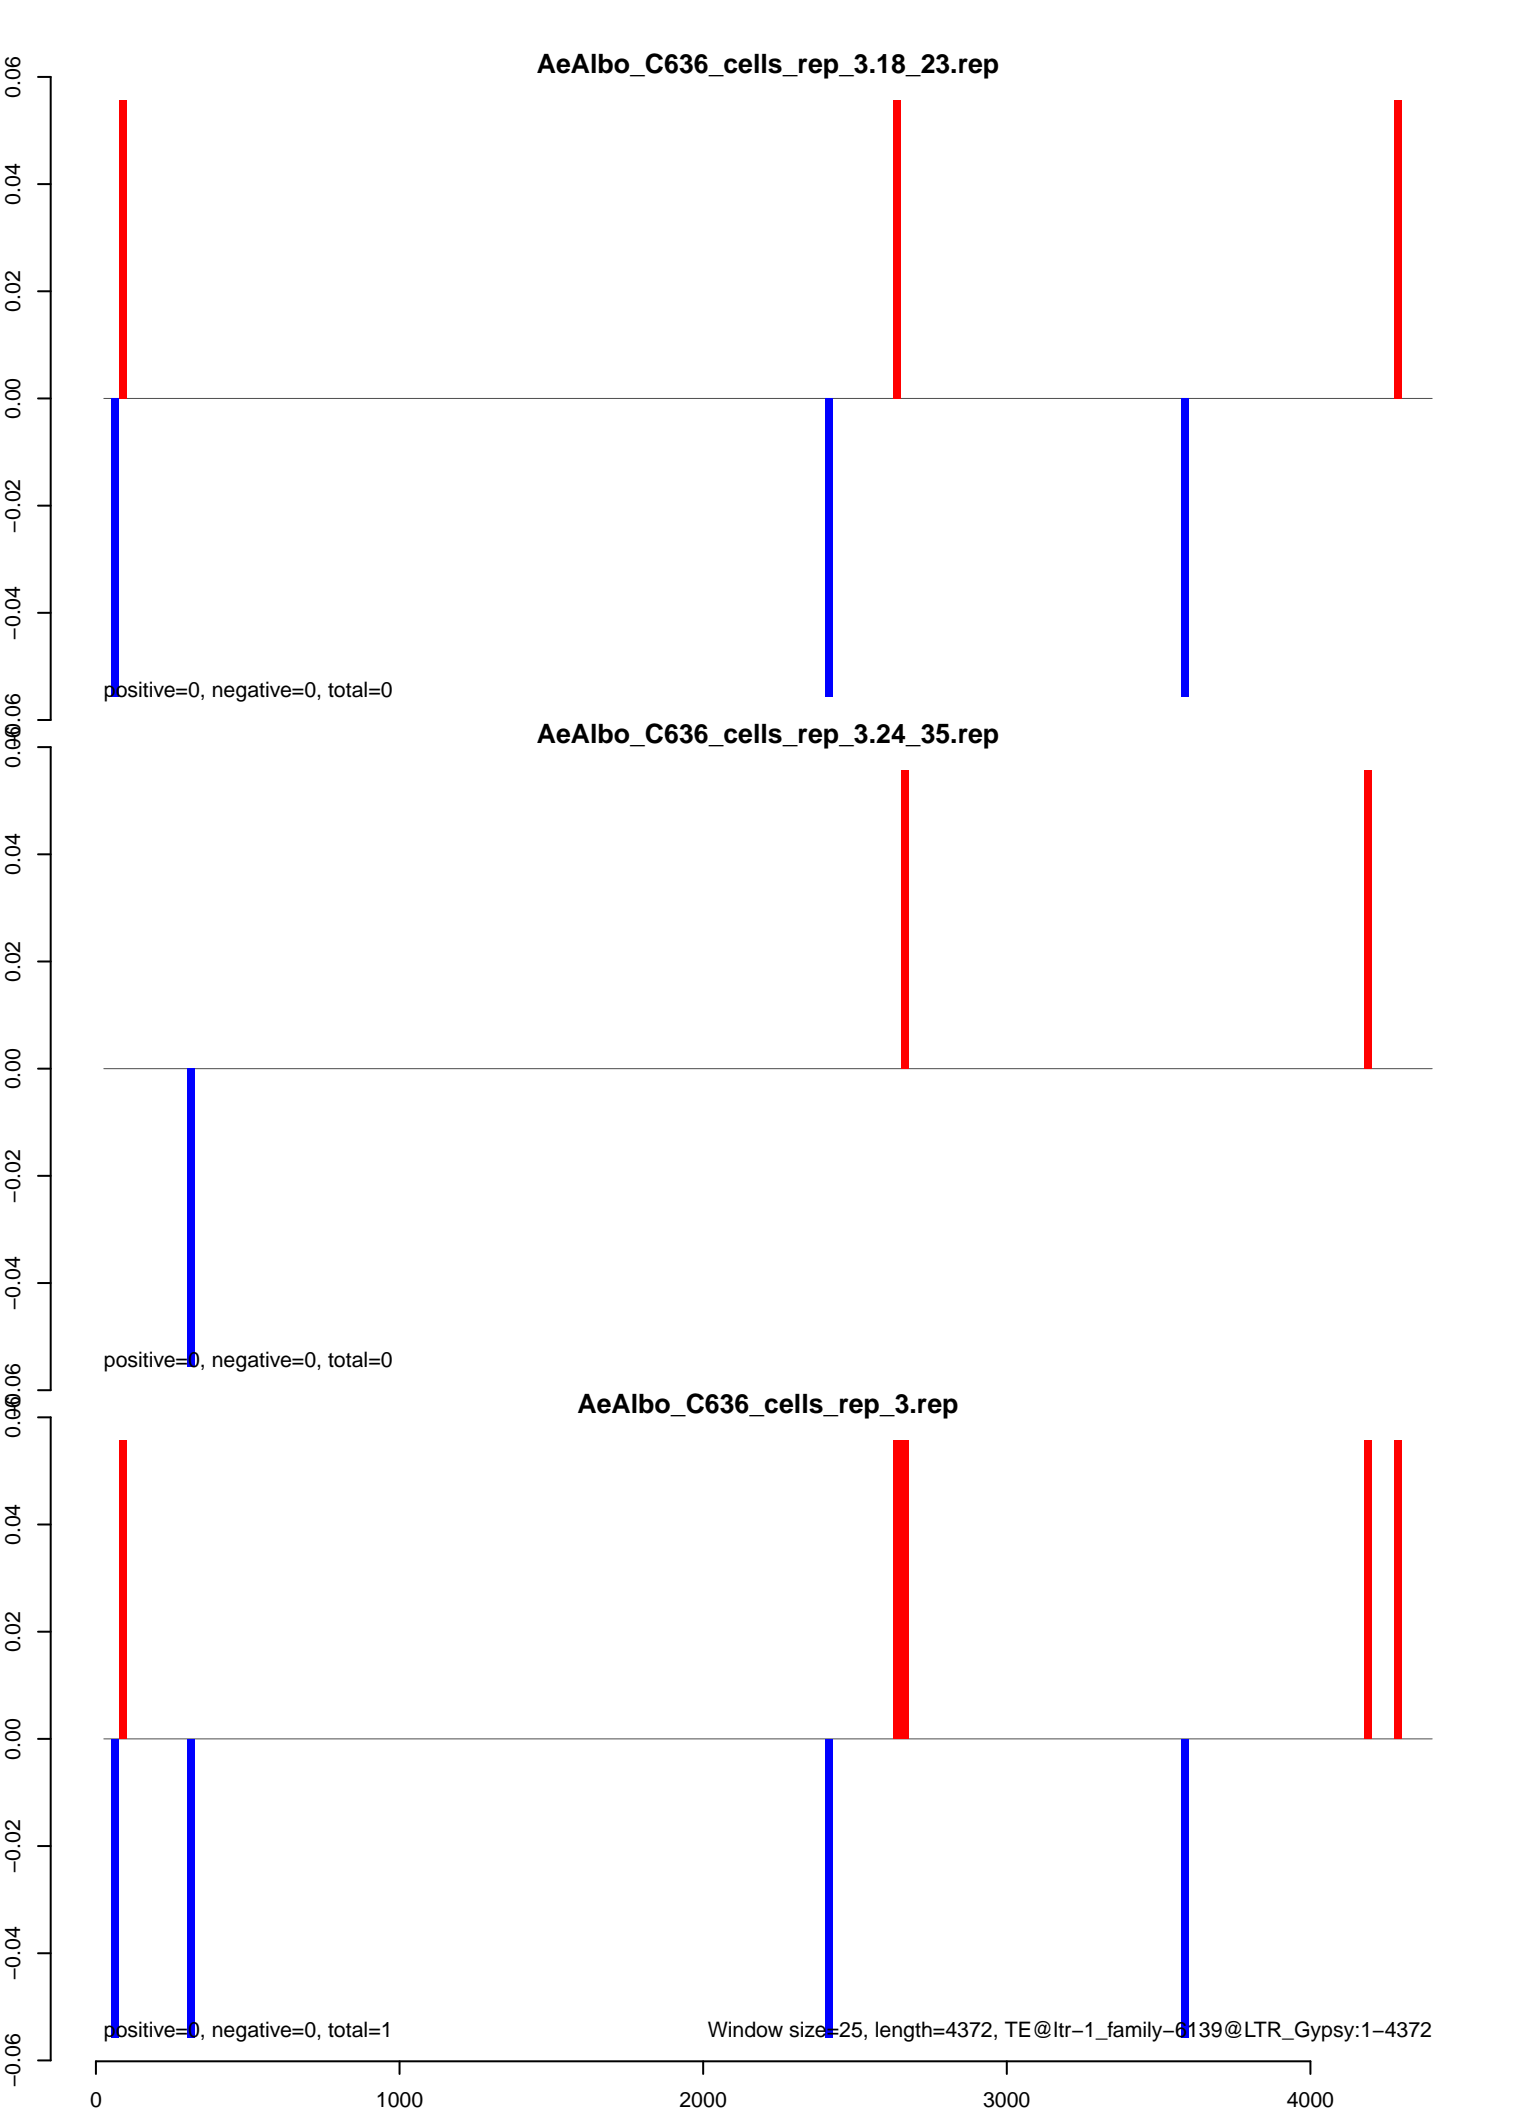 AeAlbo_C636_cells_rep_3.18_23.rep
0.06
0.04
0.02
0.00
−0.02
−0.04
−0.06
positive=0, negative=0, total=0
AeAlbo_C636_cells_rep_3.24_35.rep
0.06
0.04
0.02
0.00
−0.02
−0.04
−0.06
positive=0, negative=0, total=0
AeAlbo_C636_cells_rep_3.rep
0.06
0.04
0.02
0.00
−0.02
−0.04
−0.06
positive=0, negative=0, total=1
Window size=25, length=4372, TE@ltr−1_family−6139@LTR_Gypsy:1−4372
0 1000 2000 3000 4000